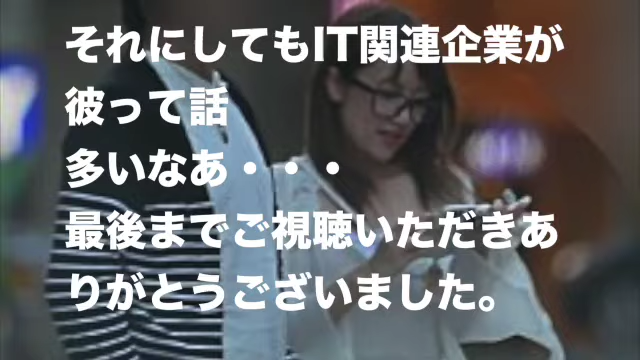 それにしてもIT関連企業が
彼って話
多いなあ・・・
最後までご視聴いただきあ
りがとうございました。